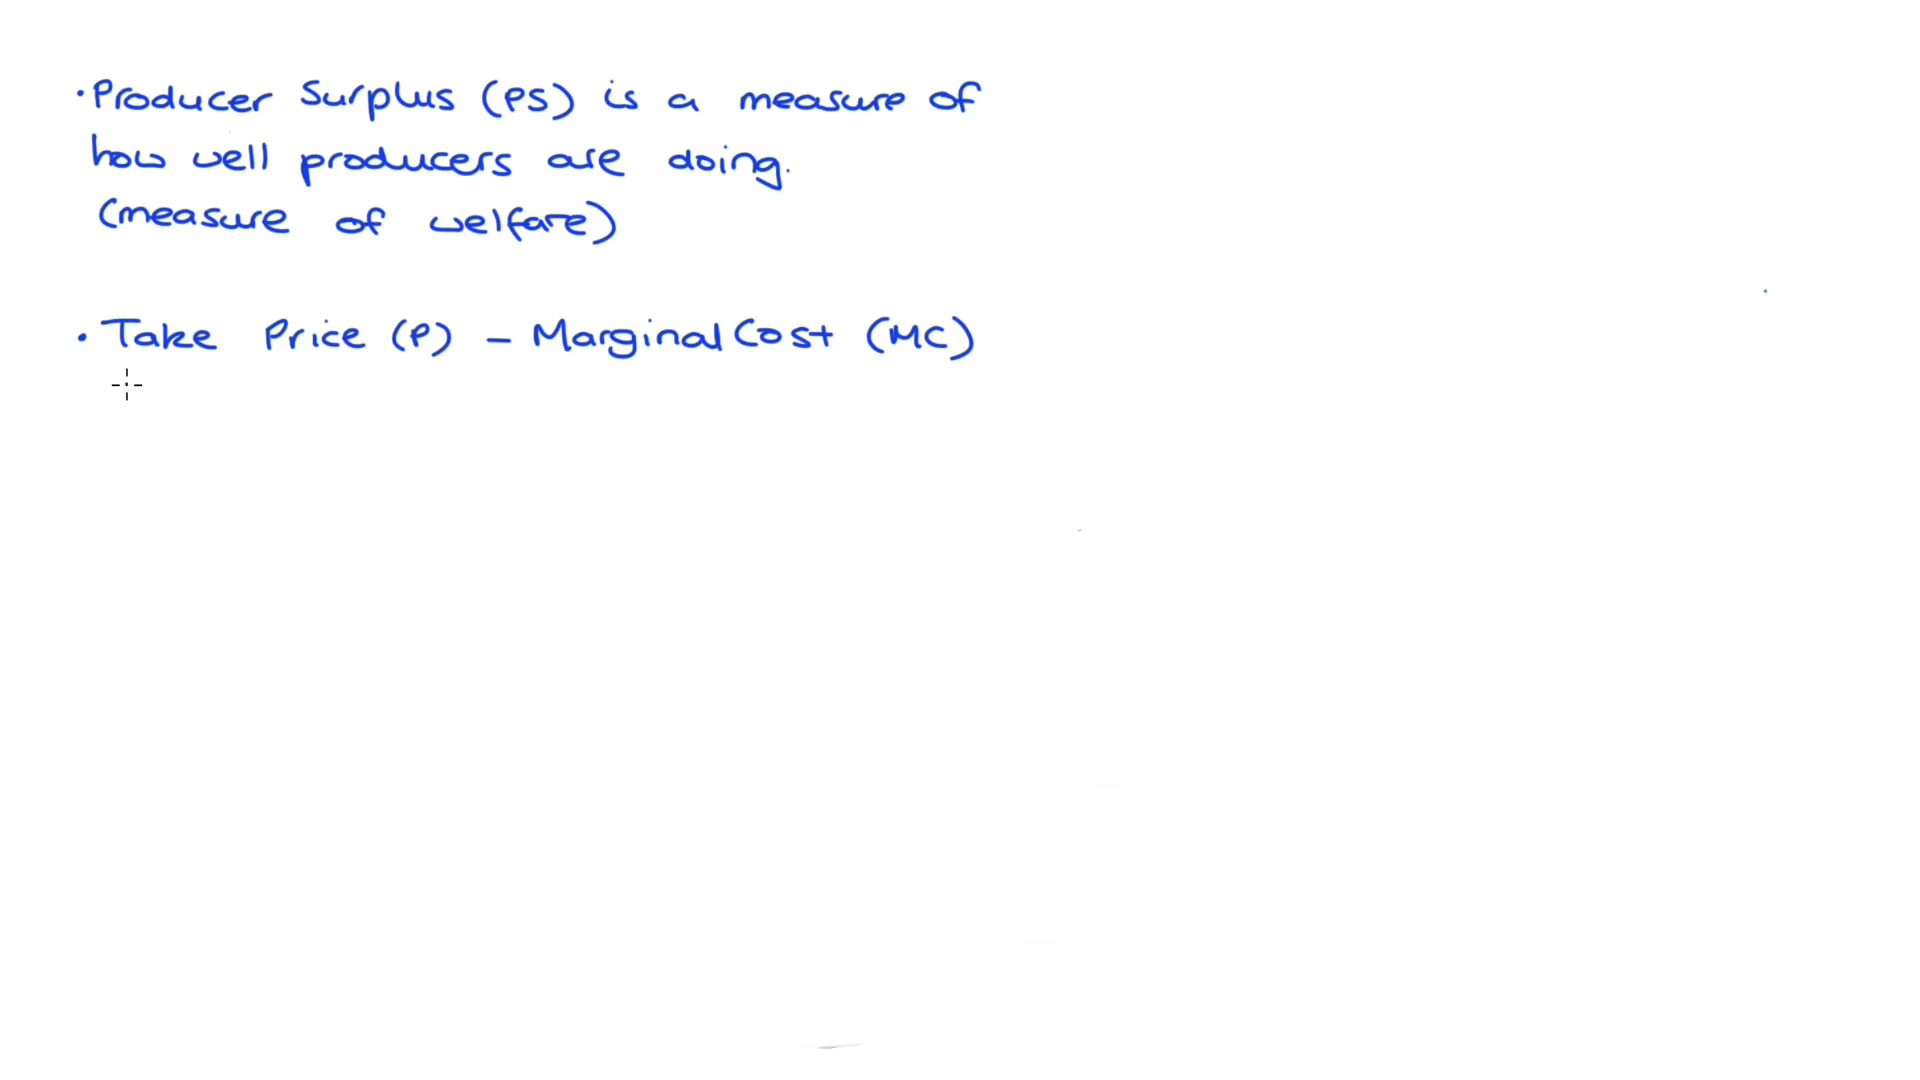 • Producer Surplus (PS) is a measure of
how well producers are doing.
(measure of welfare)
• Take Price (P) – Marginal Cost (MC)